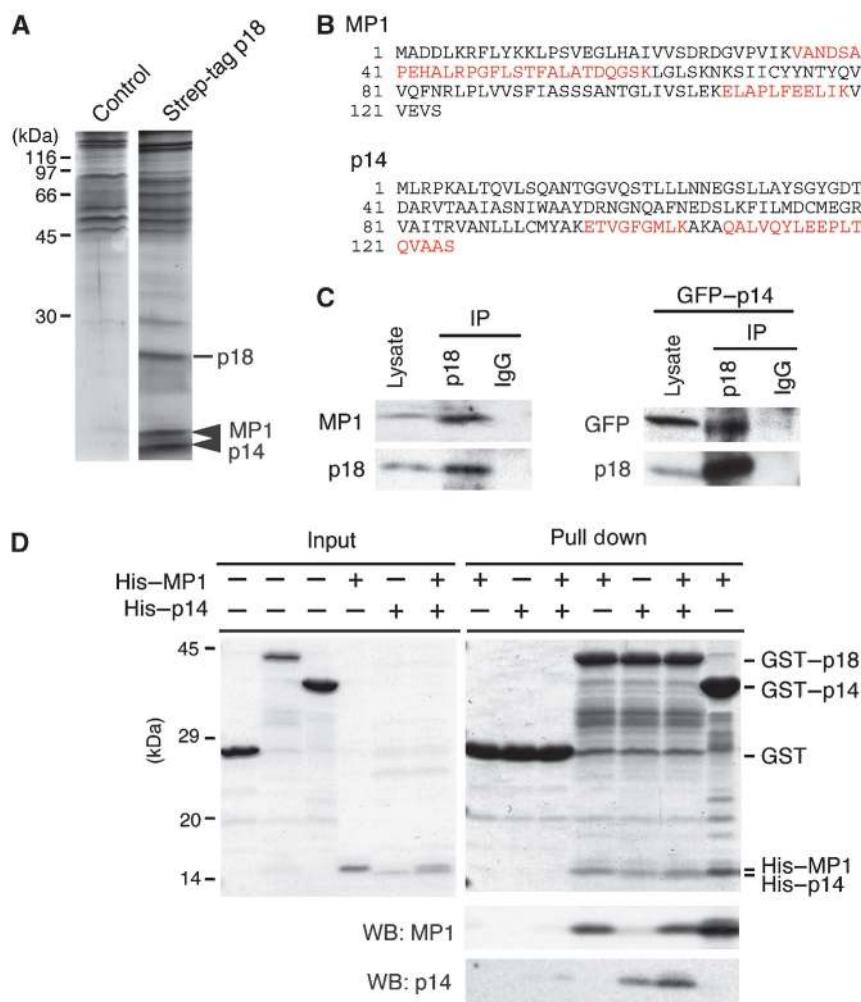 A
Control
Strep-tag p18
(kDa)
116
97
66
45
30
p18
MP1
p14
B
MP1
1 MADDLKRFLYKKLPSVEGLHAIVVSDRDGVPVIKVANDSA
41 PEHALRPGFLSTFALATDQGSKLGLSKNKSIICYYNTYQV
81 VQFNRLPLVVSFIASSSANTGLIVSLEKELAPLFEELIKV
121 VEVS
p14
1 MLRPKALTQVLSQANTGGVQSTLLLNNEGSLLAYSGYGDT
41 DARVTAAIASNIWAAYDRNGNQAFNEDSLKFILMDCMEGR
81 VAITRVANLLLCMYAKETVGFGMLKAKAQALVQYLEEPLT
121 QVAAS
C
IP
Lysate p18 IgG
MP1
p18
GFP–p14
IP
Lysate p18 IgG
GFP
p18
D
Input Pull down
His–MP1 – – – + – + + – + + – + +
His–p14 – – – – + + – + + – + + –
(kDa)
45
29
20
14
GST–p18
GST–p14
GST
His–MP1
His–p14
WB: MP1
WB: p14